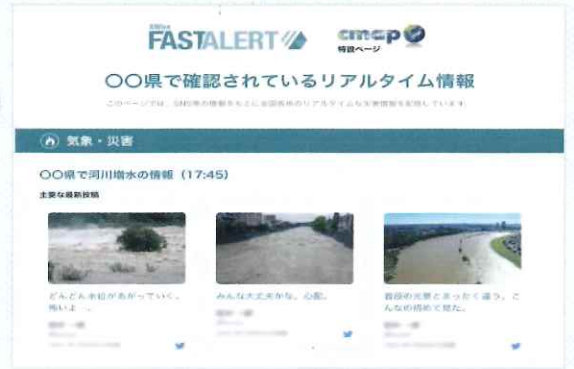 FASTALERT cmap
特設ページ
〇〇県で確認されているリアルタイム情報
このページでは、SNS等の情報をもとに全国各地のリアルタイムな災害情報を配信しています
気象・災害
〇〇県で河川増水の情報（17:45）
主要な最新投稿
どんどん水位があがっていく。
怖いよ…。
みんな大丈夫かな。心配。
普段の光景とまったく違う。こ
んなの初めて見た。